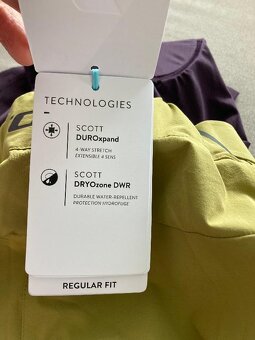 TECHNOLOGIES
SCOTT
DUROxpand
4-WAY STRETCH
EXTENSIBLE 4 SENS
SCOTT
DRYOzone DWR
DURABLE WATER-REPELLENT
PROTECTION HYDROFUGE
REGULAR FIT